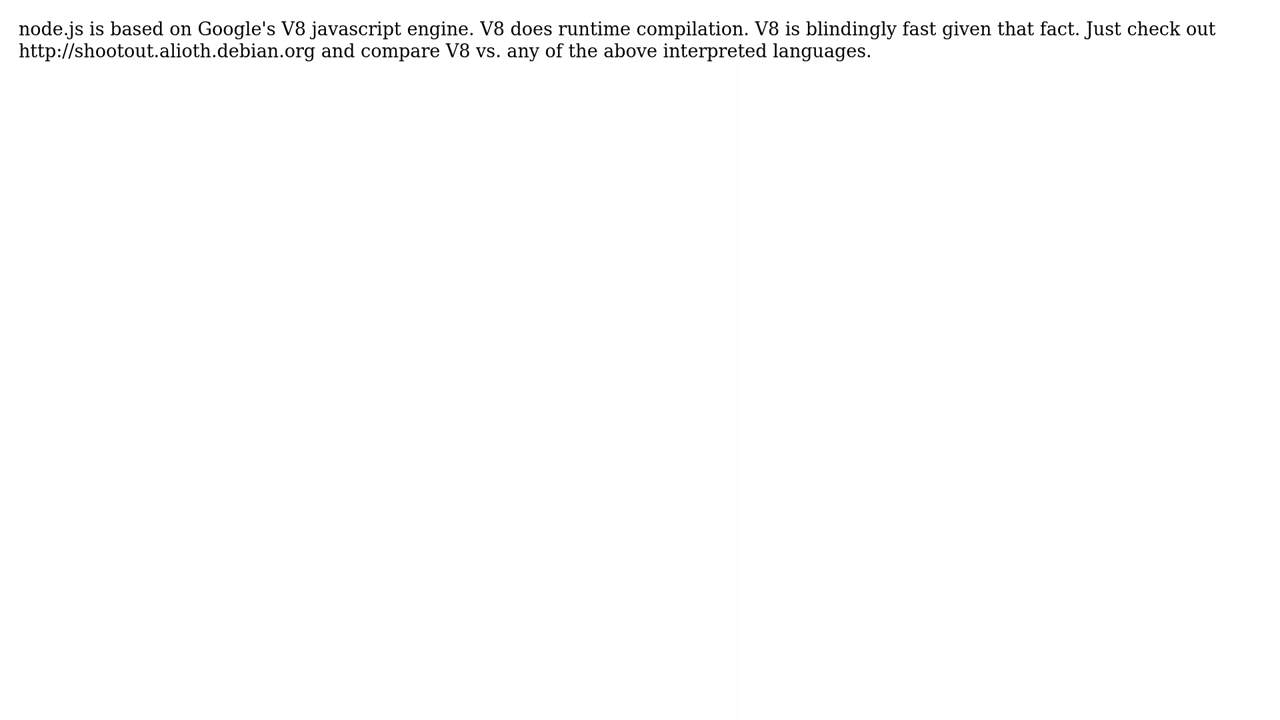 node.js is based on Google's V8 javascript engine. V8 does runtime compilation. V8 is blindingly fast given that fact. Just check out
http://shootout.alioth.debian.org and compare V8 vs. any of the above interpreted languages.